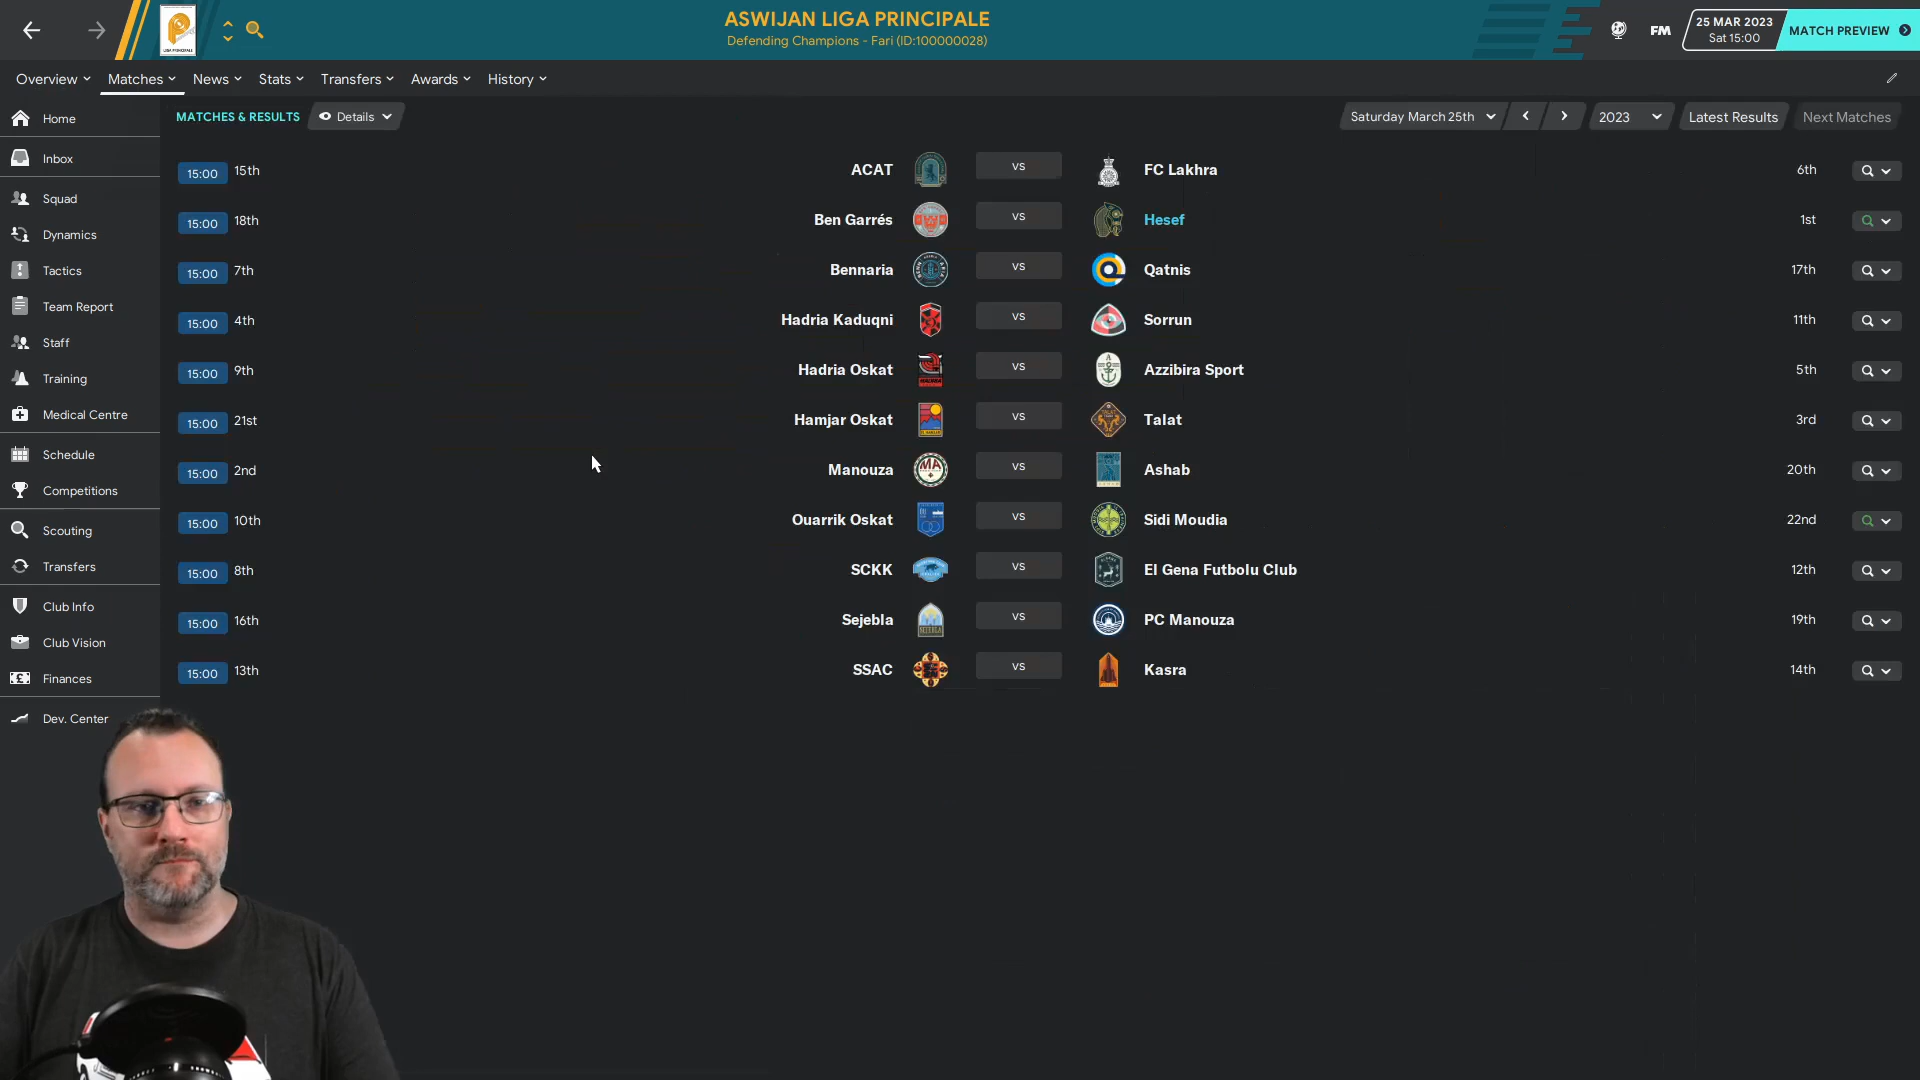 ASWIJAN LIGA PRINCIPALE
Defending Champions - Fari (ID:100000028)
FM
25 MAR 2023
Sat 15:00
MATCH PREVIEW
Overview
Matches
News
Stats
Transfers
Awards
History
Home
Inbox
Squad
Dynamics
Tactics
Team Report
Staff
Training
Medical Centre
Schedule
Competitions
Scouting
Transfers
Club Info
Club Vision
Finances
Dev. Center
MATCHES & RESULTS
Details
Saturday March 25th
2023
Latest Results
Next Matches
15:00 15th ACAT vs FC Lakhra 6th
15:00 18th Ben Garrés vs Hesef 1st
15:00 7th Bennaria vs Qatnis 17th
15:00 4th Hadria Kaduqni vs Sorrun 11th
15:00 9th Hadria Oskat vs Azzibira Sport 5th
15:00 21st Hamjar Oskat vs Talat 3rd
15:00 2nd Manouza vs Ashab 20th
15:00 10th Ouarrik Oskat vs Sidi Moudia 22nd
15:00 8th SCKK vs El Gena Futbolu Club 12th
15:00 16th Sejebla vs PC Manouza 19th
15:00 13th SSAC vs Kasra 14th